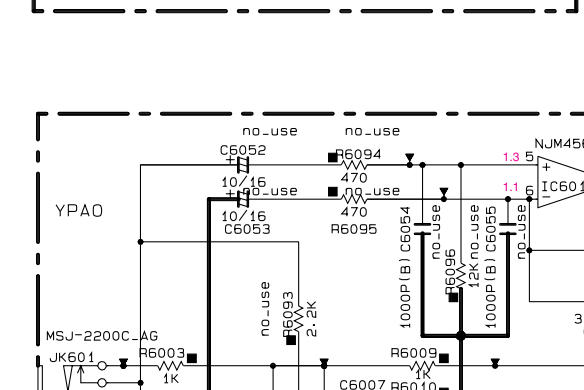 no_use no_use
C6052
R6094
NJM456
1.3 5
10/16
470
1.1 6
IC601
no_use no_use
10/16
470
C6053
R6095
YPAO
C6054
no_use
1000P(B)
R6096
12K
no_use
C6055
1000P(B)
no_use
no_use
R6093
2.2K
3
MSJ-2200C_AG
JK601
R6003
1K
R6009
1K
C6007
R6010